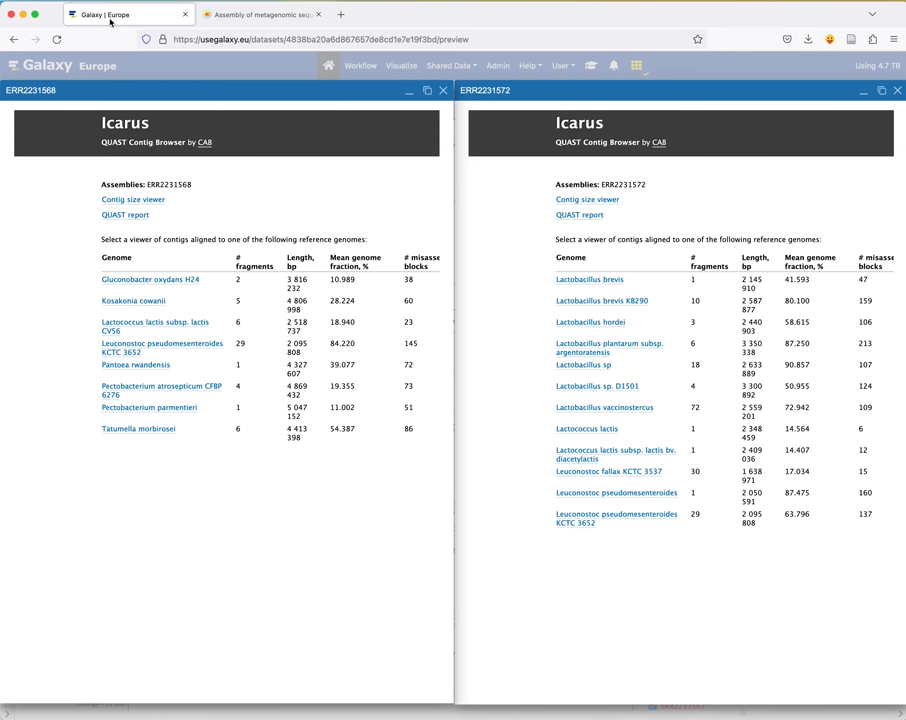 Galaxy | Europe
Assembly of metagenomic sequ
https://usegalaxy.eu/datasets/4838ba20a6d867657de8cd1e7e19f3bd/preview
Galaxy Europe
Workflow Visualize Shared Data Admin Help User Using 4.7 TB
ERR2231568
Icarus
QUAST Contig Browser by CAB
Assemblies: ERR2231568
Contig size viewer
QUAST report
Select a viewer of contigs aligned to one of the following reference genomes:
Genome # fragments Length, bp Mean genome fraction, % # misasse blocks
Gluconobacter oxydans H24 2 3 816 232 10.989 38
Kosakonia cowanii 5 4 806 998 28.224 60
Lactococcus lactis subsp. lactis CV56 6 2 518 737 18.940 23
Leuconostoc pseudomesenteroides KCTC 3652 29 2 095 808 84.220 145
Pantoea rwandensis 1 4 327 607 39.077 72
Pectobacterium atrosepticum CFBP 6276 4 4 869 432 19.355 73
Pectobacterium parmentieri 1 5 047 152 11.002 51
Tatumella morbirosei 6 4 413 398 54.387 86
ERR2231572
Icarus
QUAST Contig Browser by CAB
Assemblies: ERR2231572
Contig size viewer
QUAST report
Select a viewer of contigs aligned to one of the following reference genomes:
Genome # fragments Length, bp Mean genome fraction, % # misasse blocks
Lactobacillus brevis 1 2 145 910 41.593 47
Lactobacillus brevis KB290 10 2 587 877 80.100 159
Lactobacillus hordei 3 2 440 903 58.615 106
Lactobacillus plantarum subsp. argentoratensis 6 3 350 338 87.250 213
Lactobacillus sp 18 2 633 889 90.857 107
Lactobacillus sp. D1501 4 3 300 892 50.955 124
Lactobacillus vaccinostercus 72 2 559 201 72.942 109
Lactococcus lactis 1 2 348 459 14.564 6
Lactococcus lactis subsp. lactis bv. diacetylactis 1 2 409 036 14.407 12
Leuconostoc fallax KCTC 3537 30 1 638 971 17.034 15
Leuconostoc pseudomesenteroides 1 2 050 591 87.475 160
Leuconostoc pseudomesenteroides KCTC 3652 29 2 095 808 63.796 137